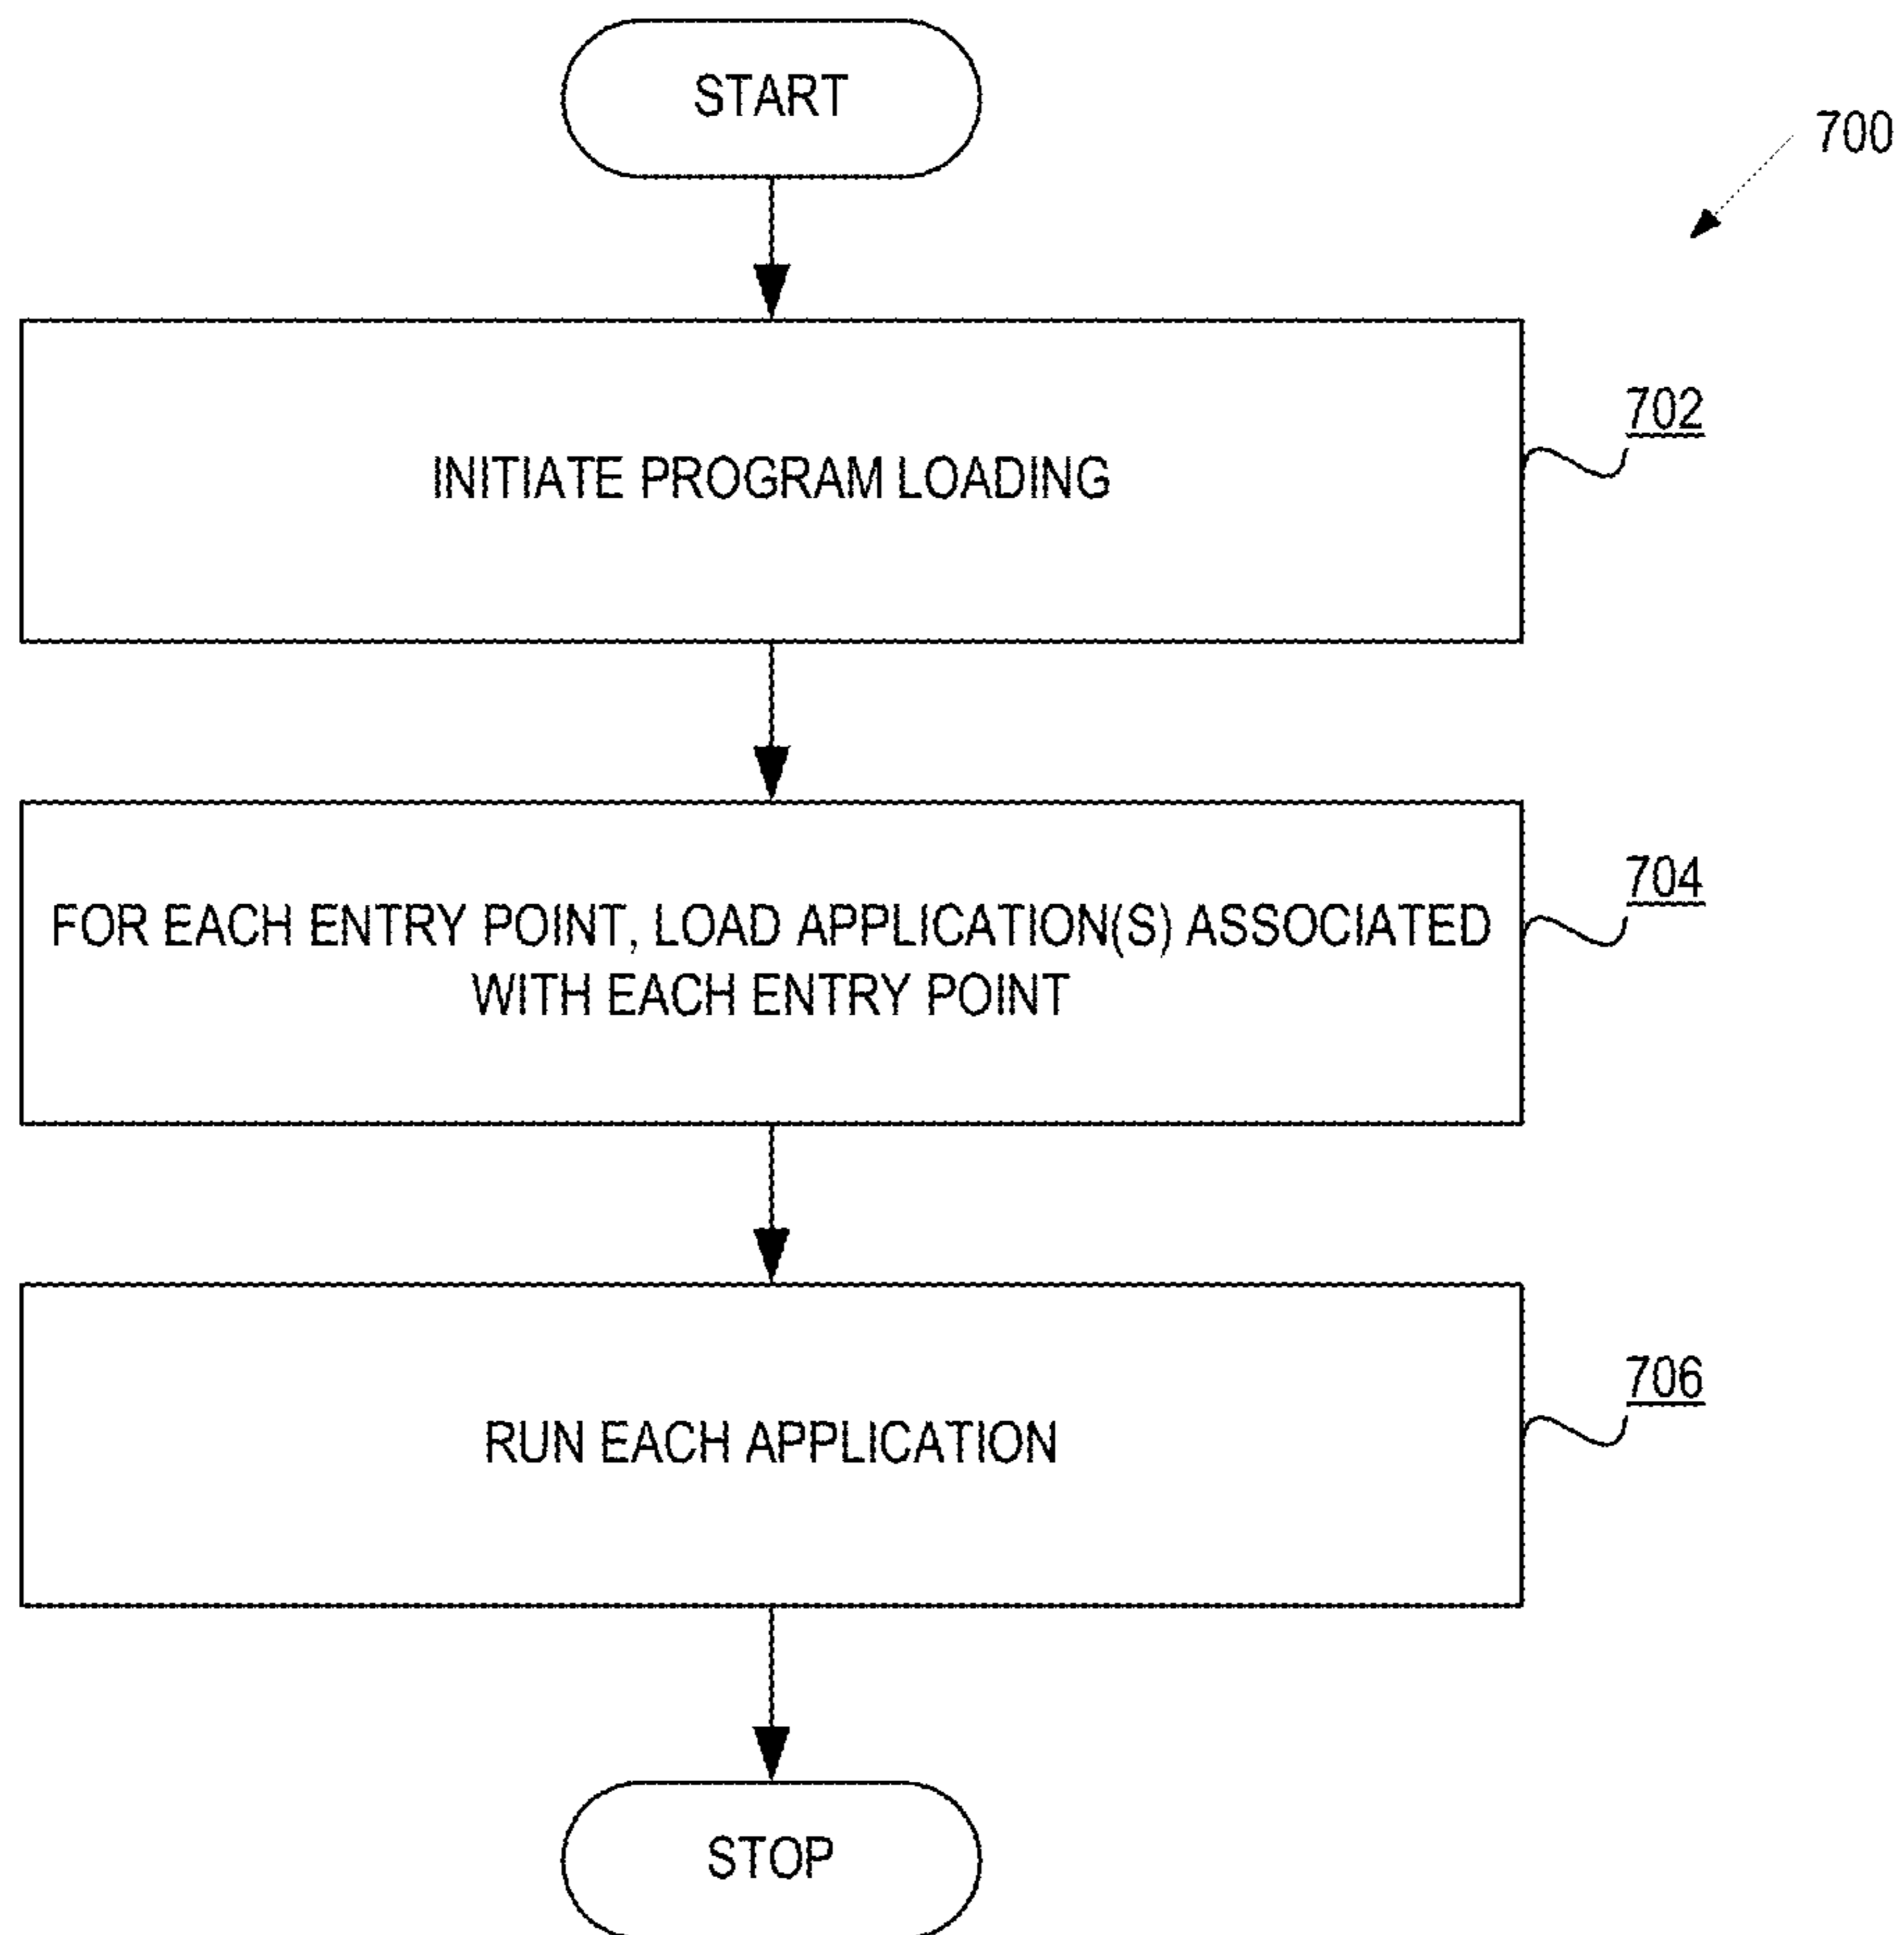 START
700
702
INITIATE PROGRAM LOADING
704
FOR EACH ENTRY POINT, LOAD APPLICATION(S) ASSOCIATED
WITH EACH ENTRY POINT
706
RUN EACH APPLICATION
STOP